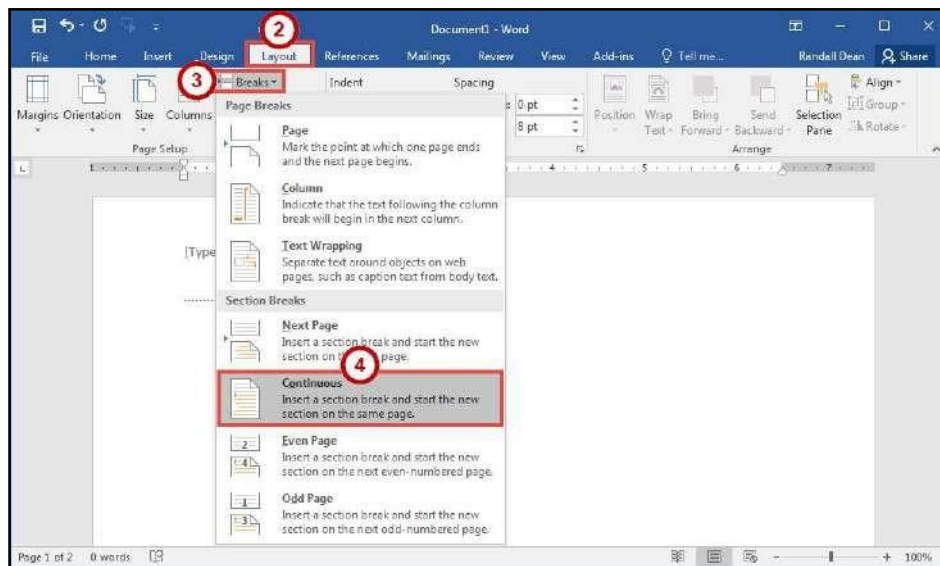 Document1 - Word
2
File Home Insert Design Layout References Mailings Review View Add-ins Tell me... Randall Dean Share
3
Breaks Indent Spacing
Align
Margins Orientation Size Columns
0 pt
8 pt
Position Wrap Text Bring Forward Send Backward Selection Pane
Group
Rotate
Page Setup
Arrange
Page Breaks
Page
Mark the point at which one page ends
and the next page begins.
Column
Indicate that the text following the column
break will begin in the next column.
[Type
Text Wrapping
Separate text around objects on web
pages, such as caption text from body text.
Section Breaks
Next Page
Insert a section break and start the new
section on page.
4
Continuous
Insert a section break and start the new
section on the same page.
Even Page
Insert a section break and start the new
section on the next even-numbered page.
Odd Page
Insert a section break and start the new
section on the next odd-numbered page.
Page 1 of 2 0 words
100%